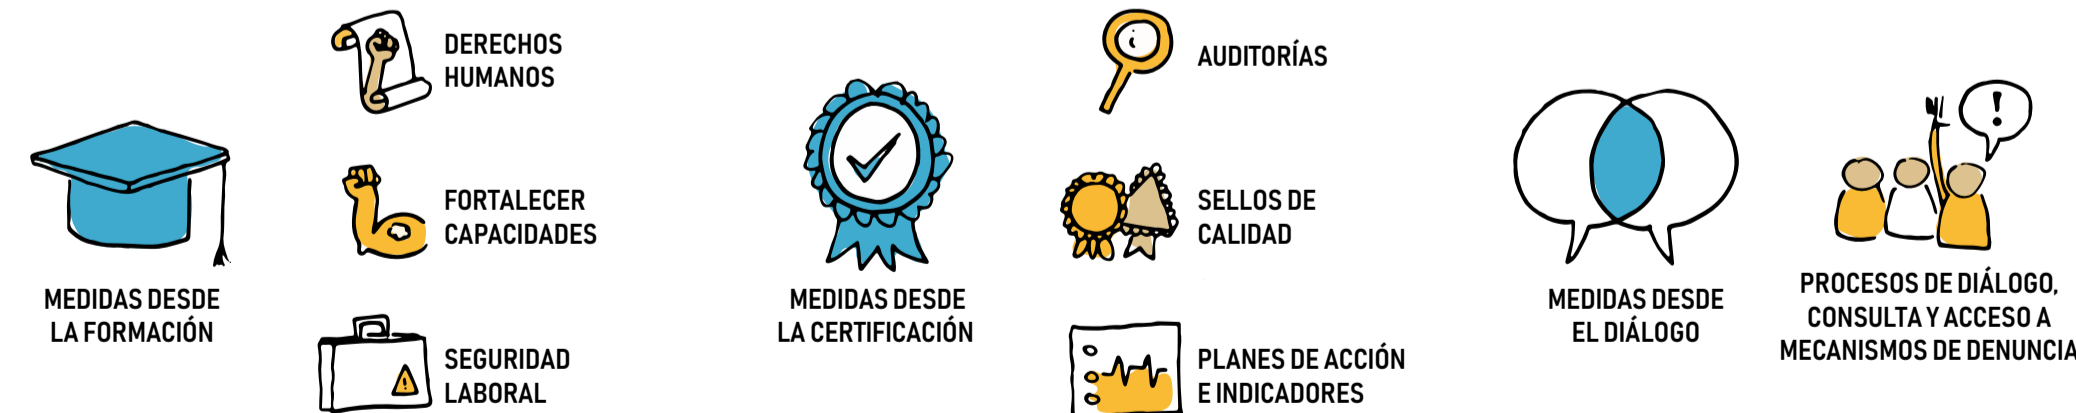 MEDIDAS DESDE
LA FORMACIÓN
DERECHOS
HUMANOS
FORTALECER
CAPACIDADES
SEGURIDAD
LABORAL
MEDIDAS DESDE
LA CERTIFICACIÓN
AUDITORÍAS
SELLOS DE
CALIDAD
PLANES DE ACCIÓN
E INDICADORES
MEDIDAS DESDE
EL DIÁLOGO
!
PROCESOS DE DIÁLOGO,
CONSULTA Y ACCESO A
MECANISMOS DE DENUNCIA